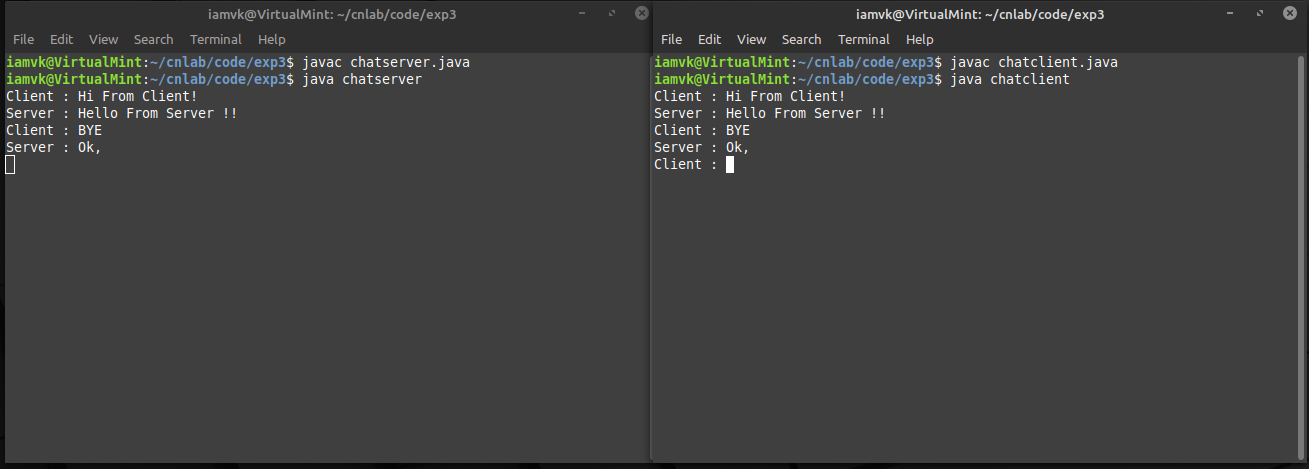 iamvk@VirtualMint: ~/cnlab/code/exp3
File Edit View Search Terminal Help
iamvk@VirtualMint:~/cnlab/code/exp3$ javac chatserver.java
iamvk@VirtualMint:~/cnlab/code/exp3$ java chatserver
Client : Hi From Client!
Server : Hello From Server !!
Client : BYE
Server : Ok,
iamvk@VirtualMint: ~/cnlab/code/exp3
File Edit View Search Terminal Help
iamvk@VirtualMint:~/cnlab/code/exp3$ javac chatclient.java
iamvk@VirtualMint:~/cnlab/code/exp3$ java chatclient
Client : Hi From Client!
Server : Hello From Server !!
Client : BYE
Server : Ok,
Client :